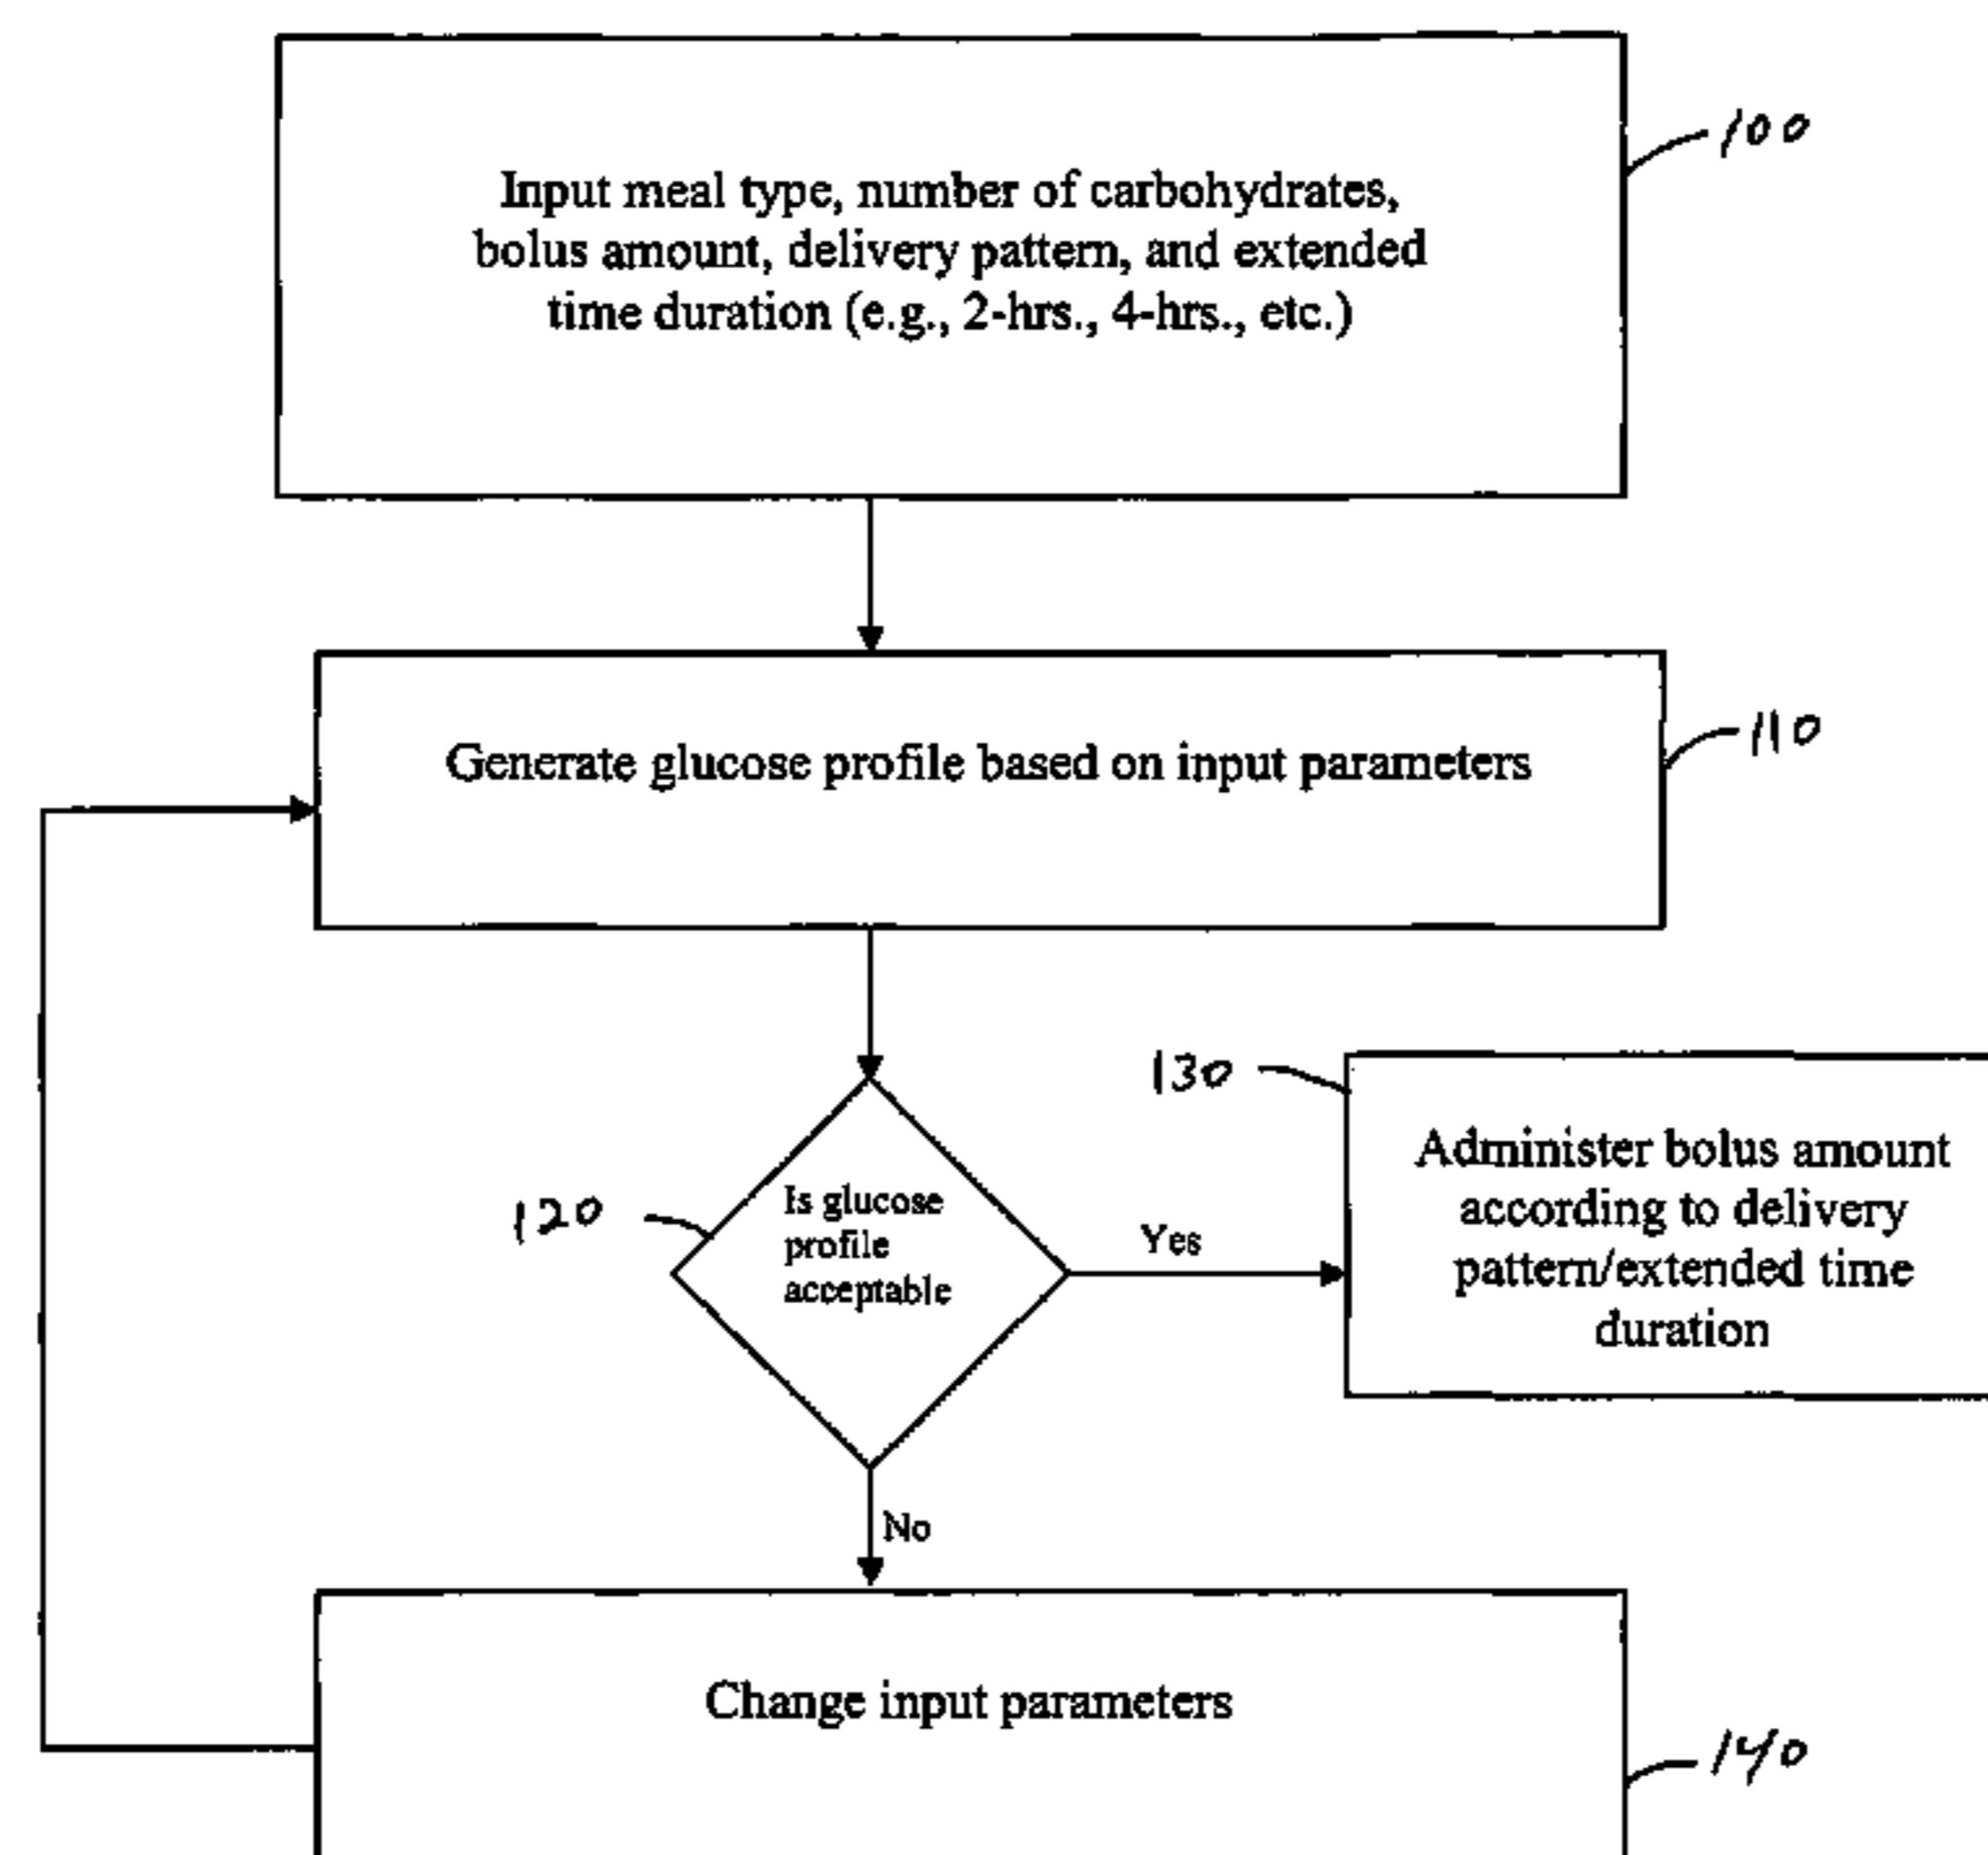 100
Input meal type, number of carbohydrates,
bolus amount, delivery pattern, and extended
time duration (e.g., 2-hrs., 4-hrs., etc.)
110
Generate glucose profile based on input parameters
130
Administer bolus amount
according to delivery
pattern/extended time
duration
120
Is glucose
profile
acceptable
Yes
No
Change input parameters
140